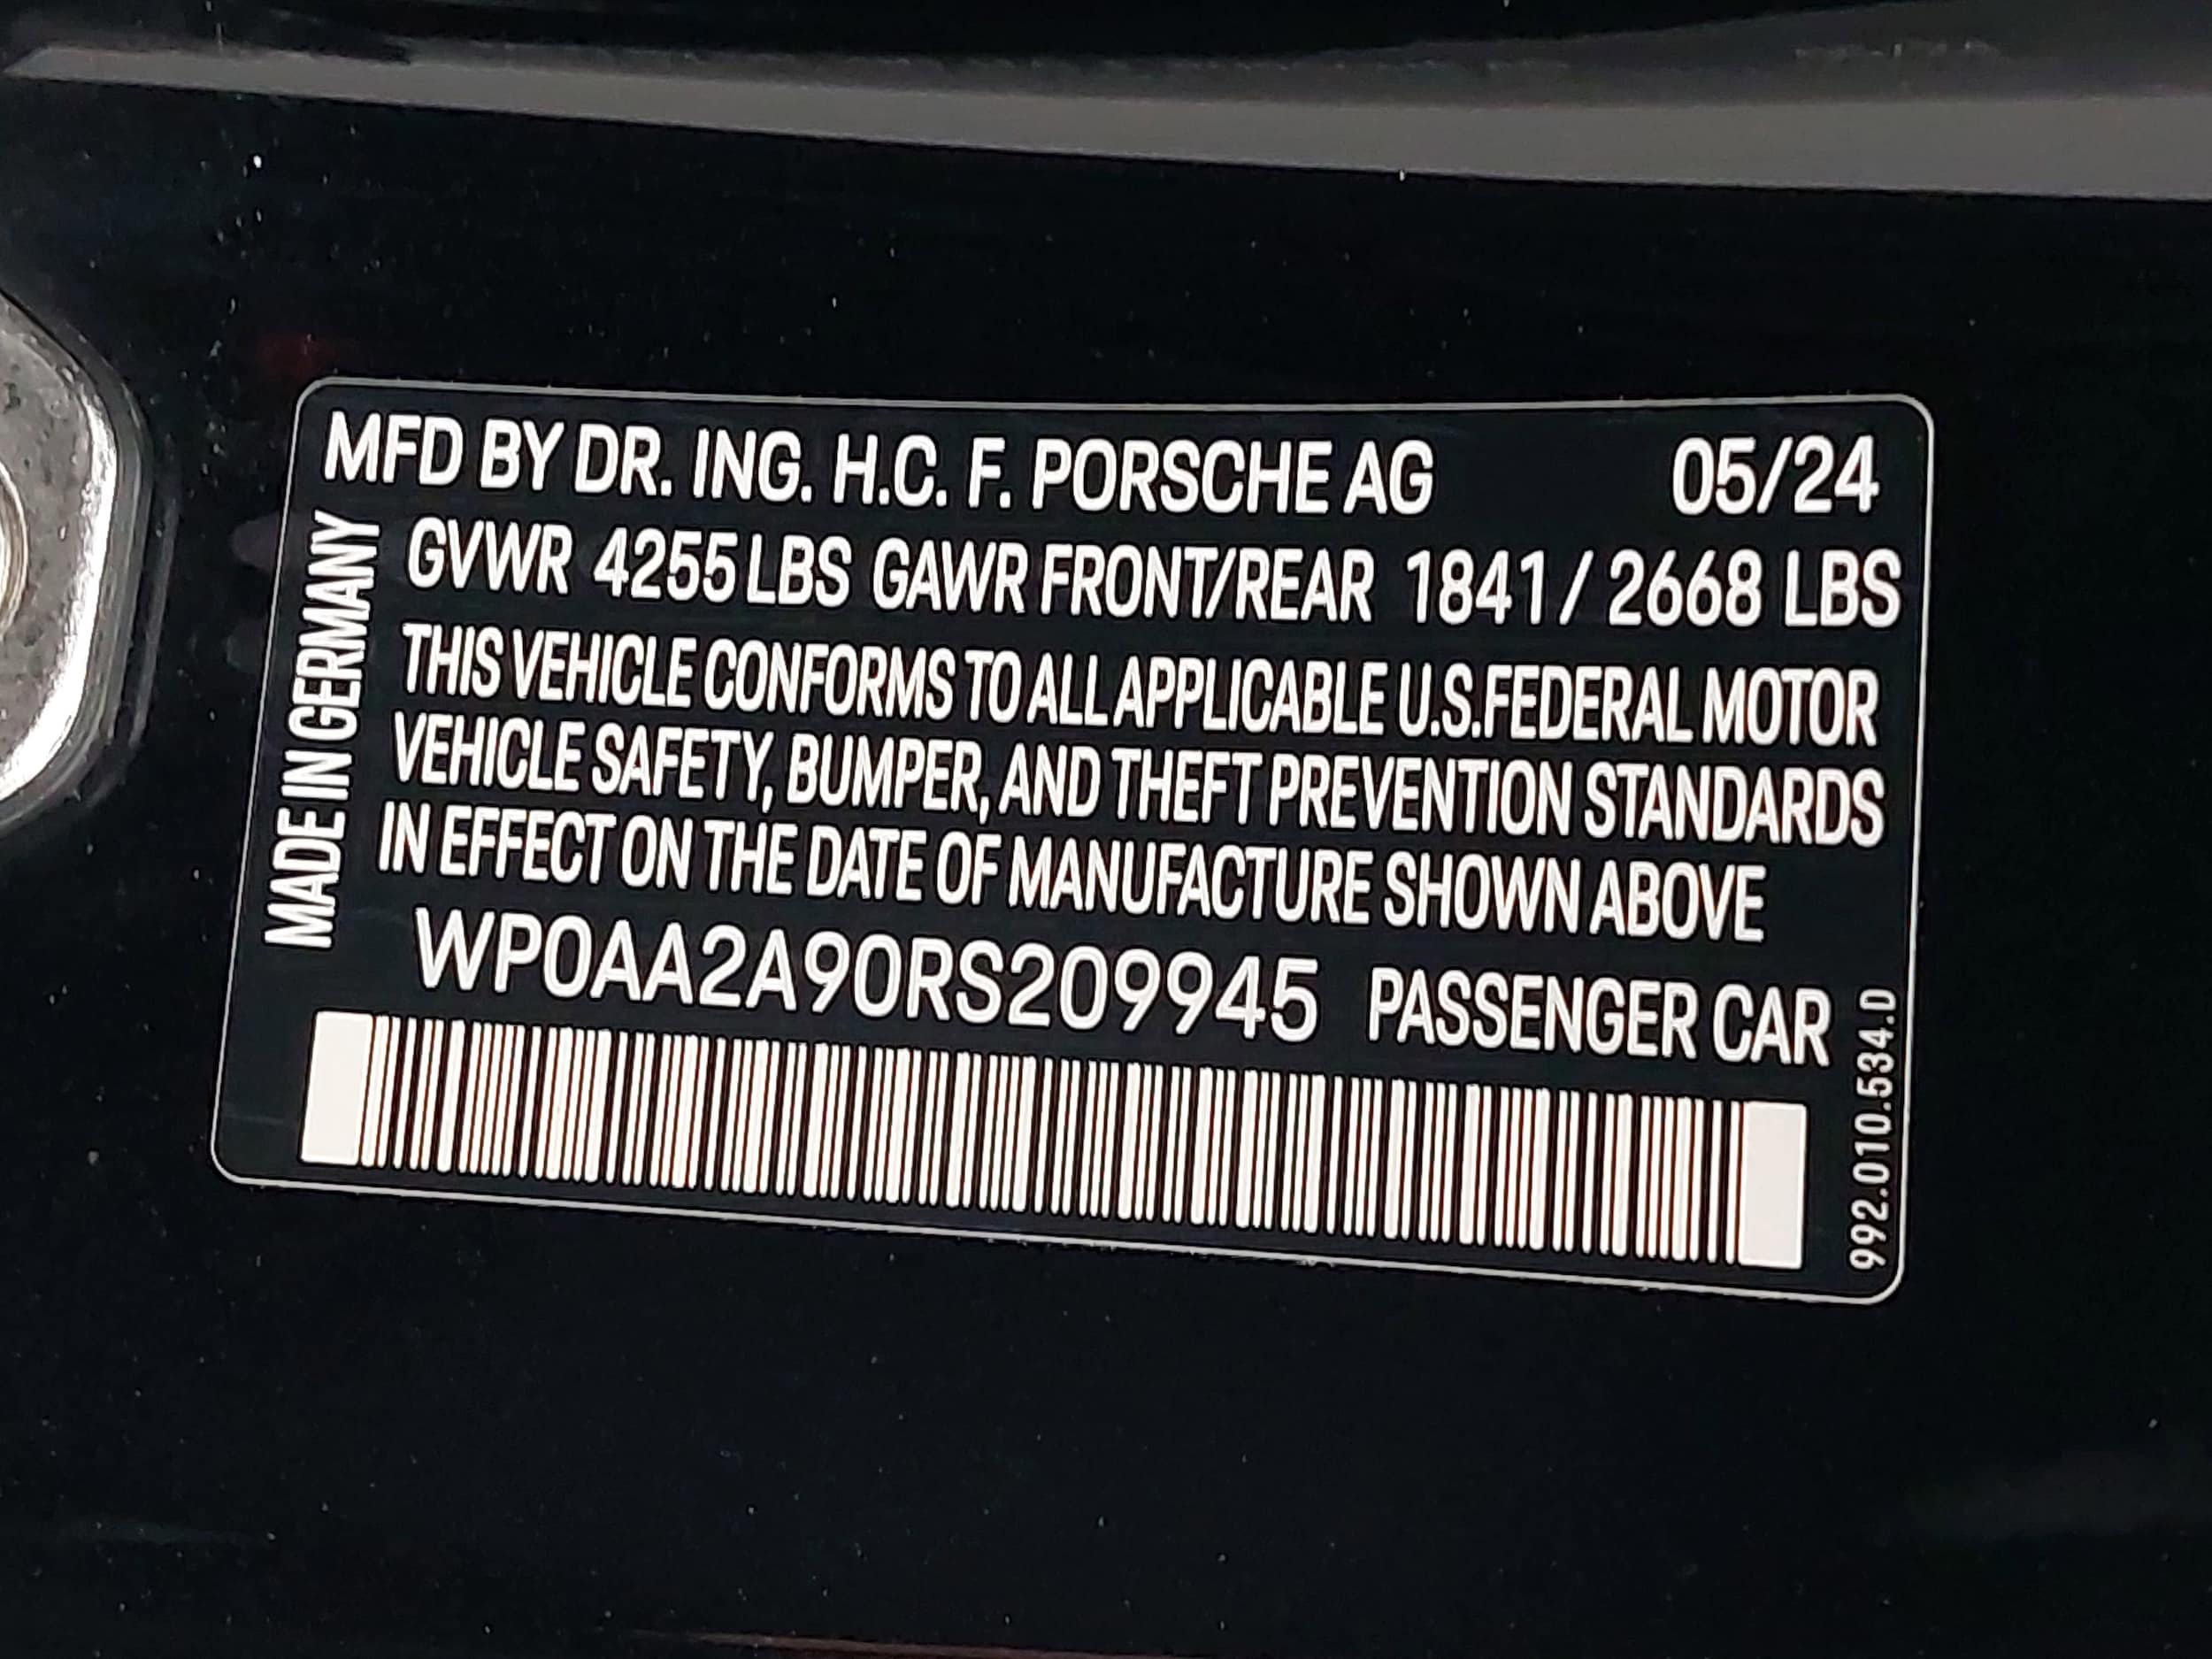 MFD BY DR. ING. H.C. F. PORSCHE AG 05/24
GVWR 4255 LBS GAWR FRONT/REAR 1841 / 2668 LBS
THIS VEHICLE CONFORMS TO ALL APPLICABLE U.S.FEDERAL MOTOR
VEHICLE SAFETY, BUMPER, AND THEFT PREVENTION STANDARDS
IN EFFECT ON THE DATE OF MANUFACTURE SHOWN ABOVE
WP0AA2A90RS209945 PASSENGER CAR
MADE IN GERMANY
992.010.534.D